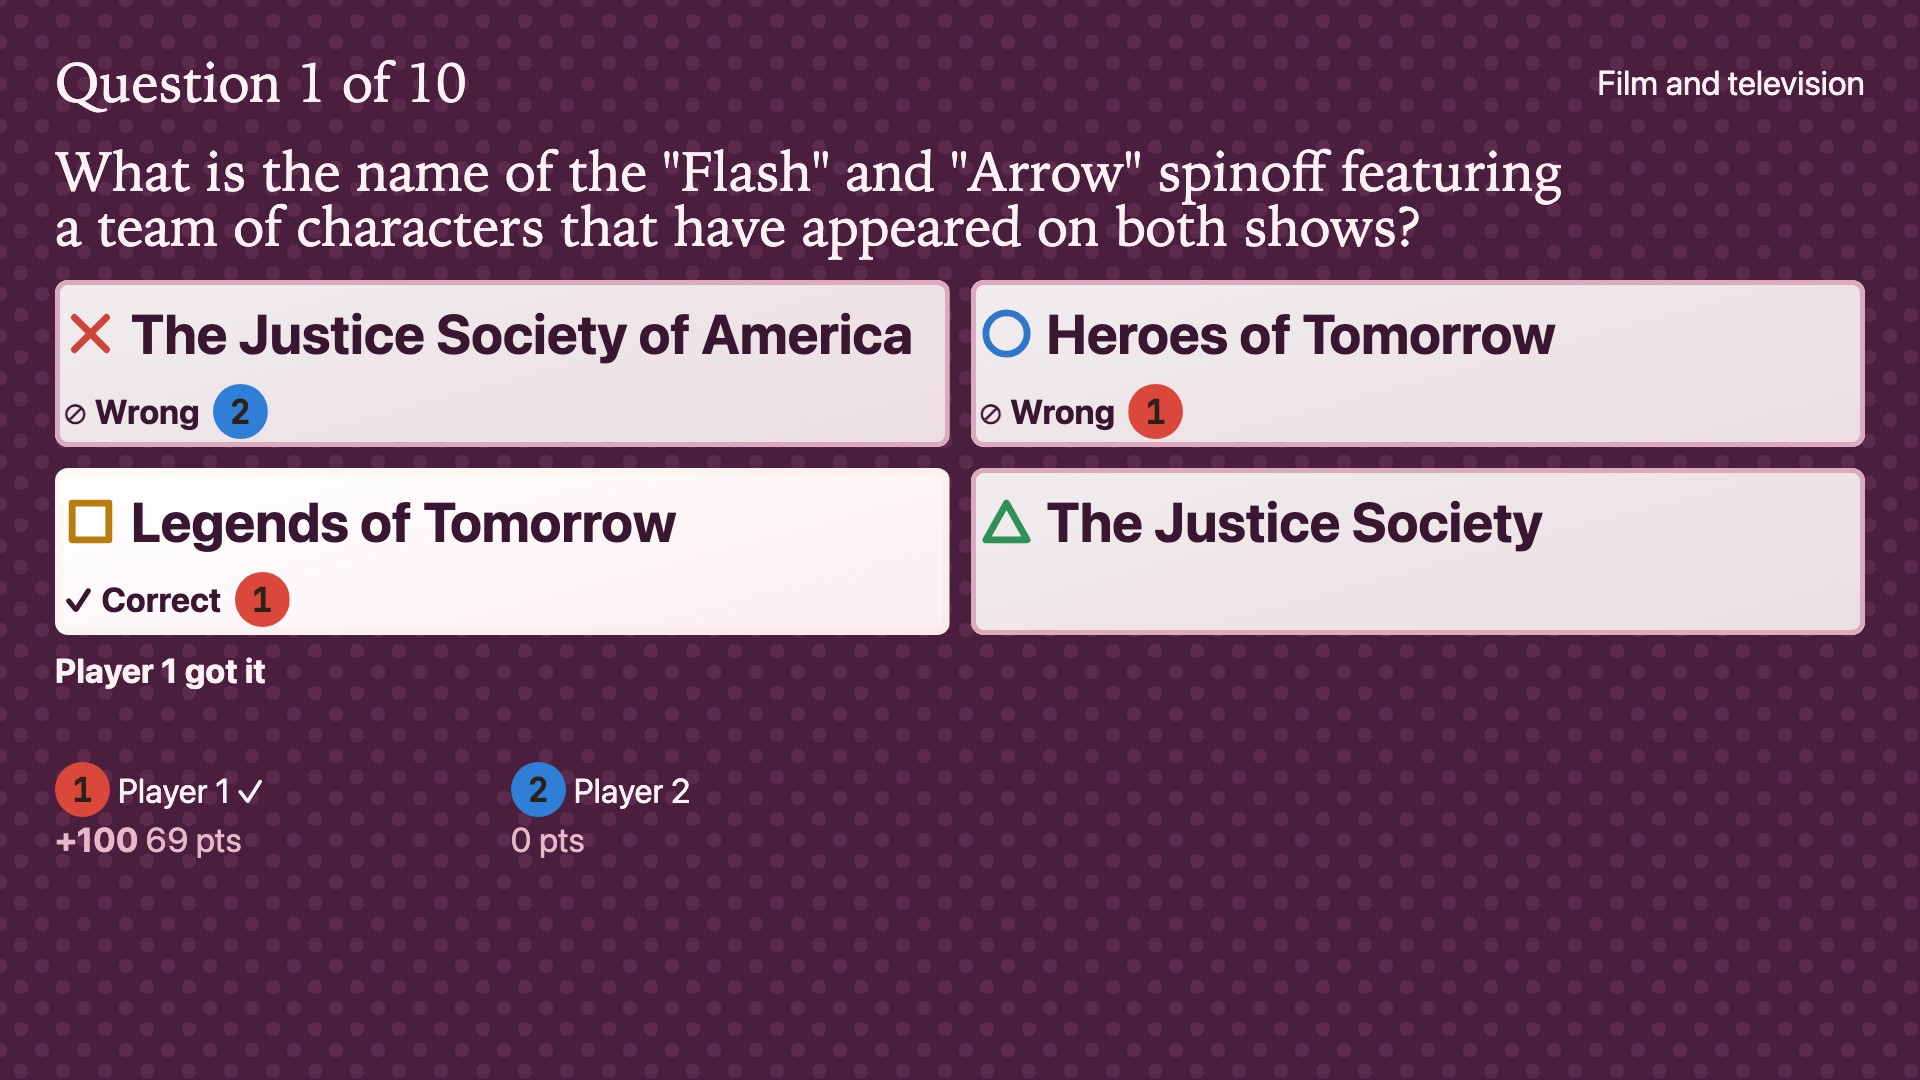 Question 1 of 10
Film and television
What is the name of the "Flash" and "Arrow" spinoff featuring
a team of characters that have appeared on both shows?
The Justice Society of America
Wrong 2
Heroes of Tomorrow
Wrong 1
Legends of Tomorrow
Correct 1
The Justice Society
Player 1 got it
1 Player 1
+100 69 pts
2 Player 2
0 pts